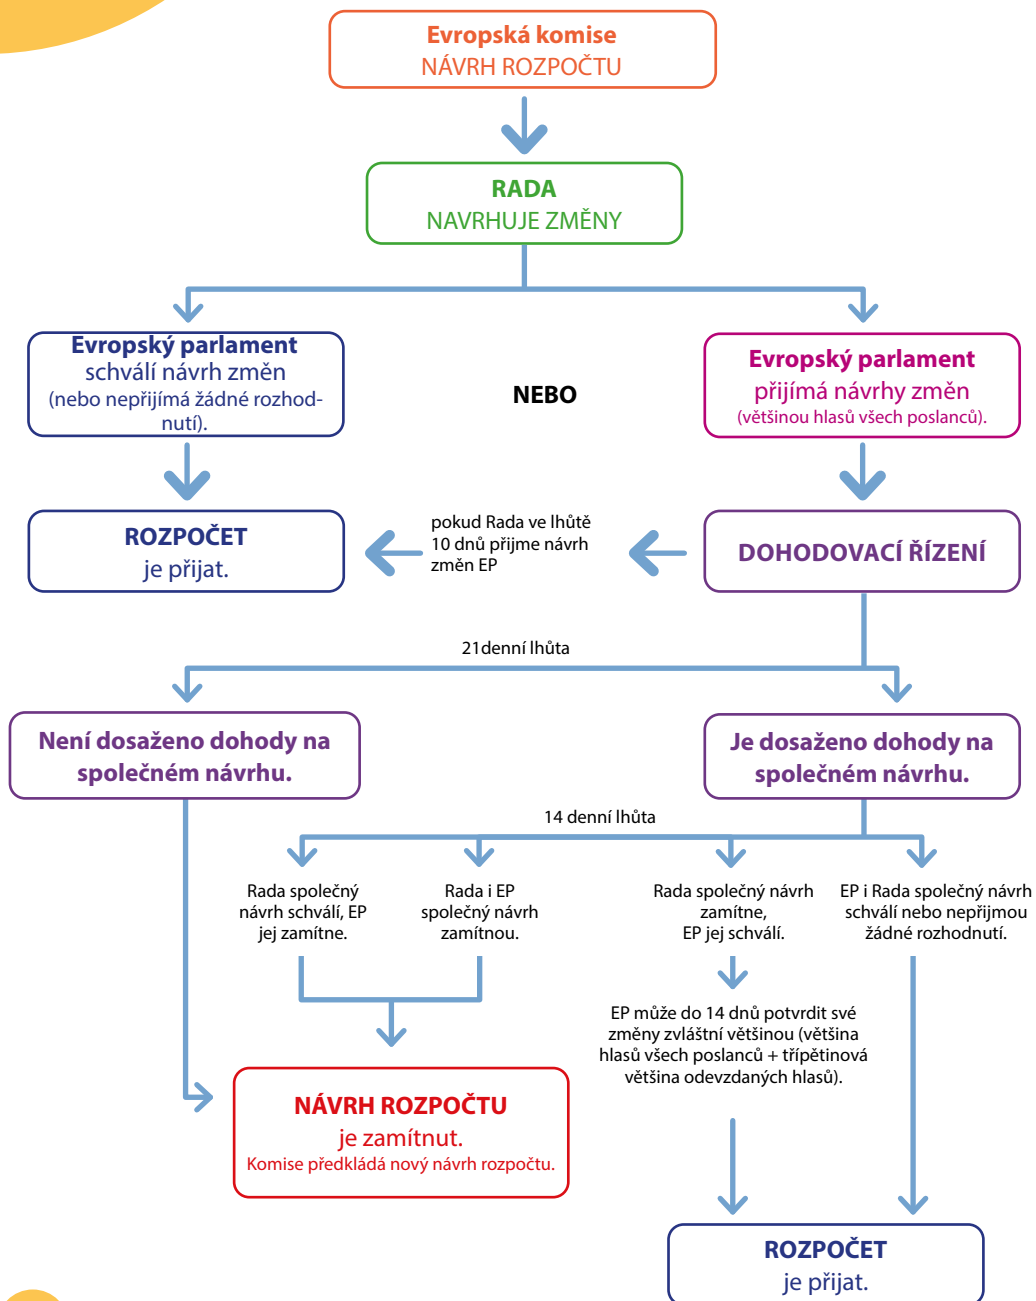 Evropská komise
NÁVRH ROZPOČTU
RADA
NAVRHUJE ZMĚNY
Evropský parlament
schválí návrh změn
(nebo nepřijímá žádné rozhod-
nutí).
NEBO
Evropský parlament
přijímá návrhy změn
(většinou hlasů všech poslanců).
ROZPOČET
je přijat.
pokud Rada ve lhůtě
10 dnů přijme návrh
změn EP
DOHODOVACÍ ŘÍZENÍ
21denní lhůta
Není dosaženo dohody na
společném návrhu.
Je dosaženo dohody na
společném návrhu.
14 denní lhůta
Rada společný
návrh schválí, EP
jej zamítne.
Rada i EP
společný návrh
zamítnou.
Rada společný návrh
zamítne,
EP jej schválí.
EP i Rada společný návrh
schválí nebo nepřijmou
žádné rozhodnutí.
EP může do 14 dnů potvrdit své
změny zvláštní většinou (většina
hlasů všech poslanců + třípětinová
většina odevzdaných hlasů).
NÁVRH ROZPOČTU
je zamítnut.
Komise předkládá nový návrh rozpočtu.
ROZPOČET
je přijat.